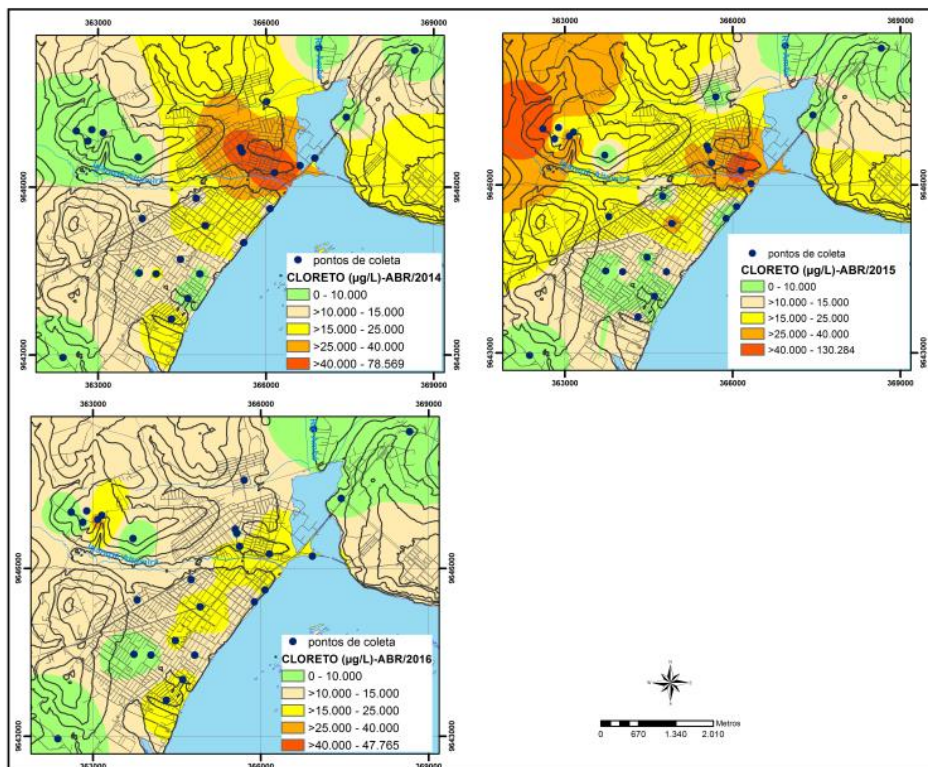 363000
366000
369000
9646000
9643000
363000
366000
369000
pontos de coleta
CLORETO (µg/L)-ABR/2014
0 - 10.000
>10.000 - 15.000
>15.000 - 25.000
>25.000 - 40.000
>40.000 - 78.569
363000
366000
369000
9646000
9643000
363000
366000
369000
pontos de coleta
CLORETO (µg/L)-ABR/2015
0 - 10.000
>10.000 - 15.000
>15.000 - 25.000
>25.000 - 40.000
>40.000 - 130.284
9646000
9643000
363000
366000
369000
pontos de coleta
CLORETO (µg/L)-ABR/2016
0 - 10.000
>10.000 - 15.000
>15.000 - 25.000
>25.000 - 40.000
>40.000 - 47.765
Metros
0 670 1.340 2.010